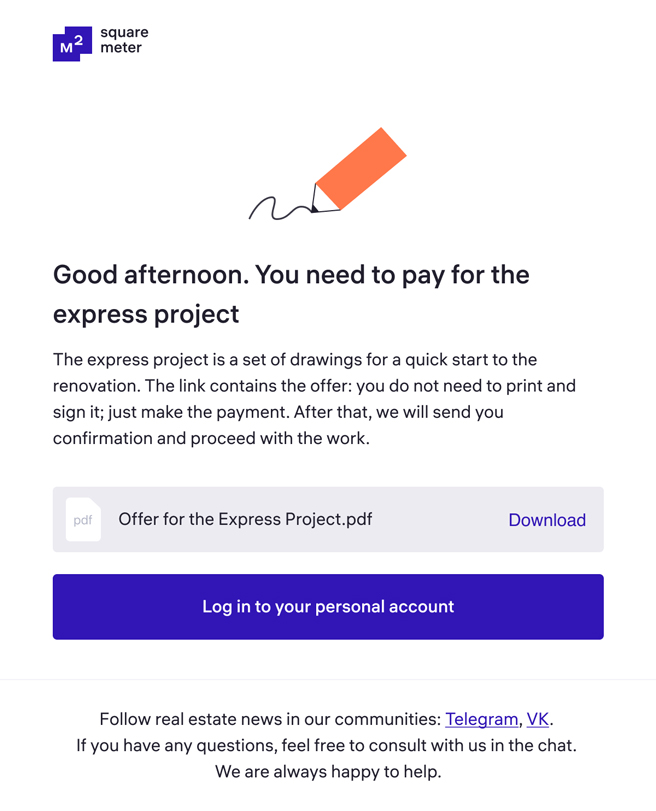 M2
square
meter
Good afternoon. You need to pay for the
express project
The express project is a set of drawings for a quick start to the
renovation. The link contains the offer: you do not need to print and
sign it; just make the payment. After that, we will send you
confirmation and proceed with the work.
pdf Offer for the Express Project.pdf Download
Log in to your personal account
Follow real estate news in our communities: Telegram, VK.
If you have any questions, feel free to consult with us in the chat.
We are always happy to help.